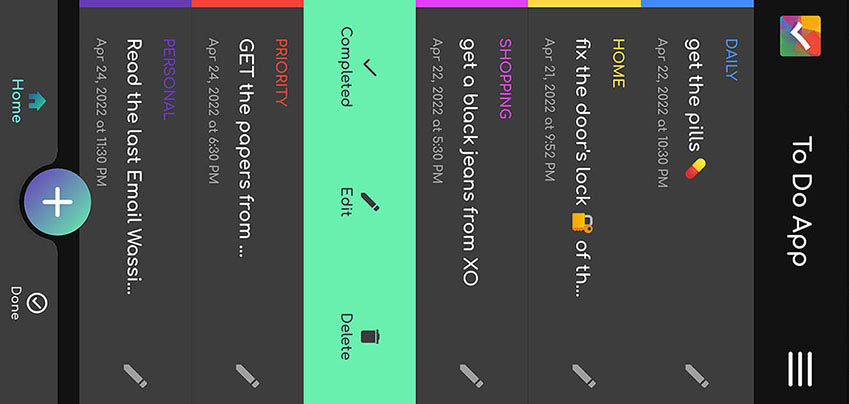 To Do App
DAILY
get the pills 💊
Apr 22, 2022 at 10:30 PM
HOME
fix the door's lock 🔐 of th...
Apr 21, 2022 at 9:52 PM
SHOPPING
get a black jeans from XO
Apr 22, 2022 at 5:30 PM
Completed Edit Delete
PRIORITY
GET the papers from ...
Apr 24, 2022 at 6:30 PM
PERSONAL
Read the last Email Wassi...
Apr 24, 2022 at 11:30 PM
Home Done